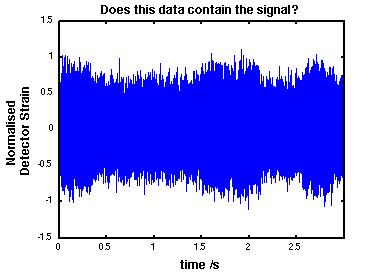 Does this data contain the signal?
1.5
1
0.5
0
-0.5
-1
-1.5
Normalised
Detector Strain
0 0.5 1 1.5 2 2.5
time /s